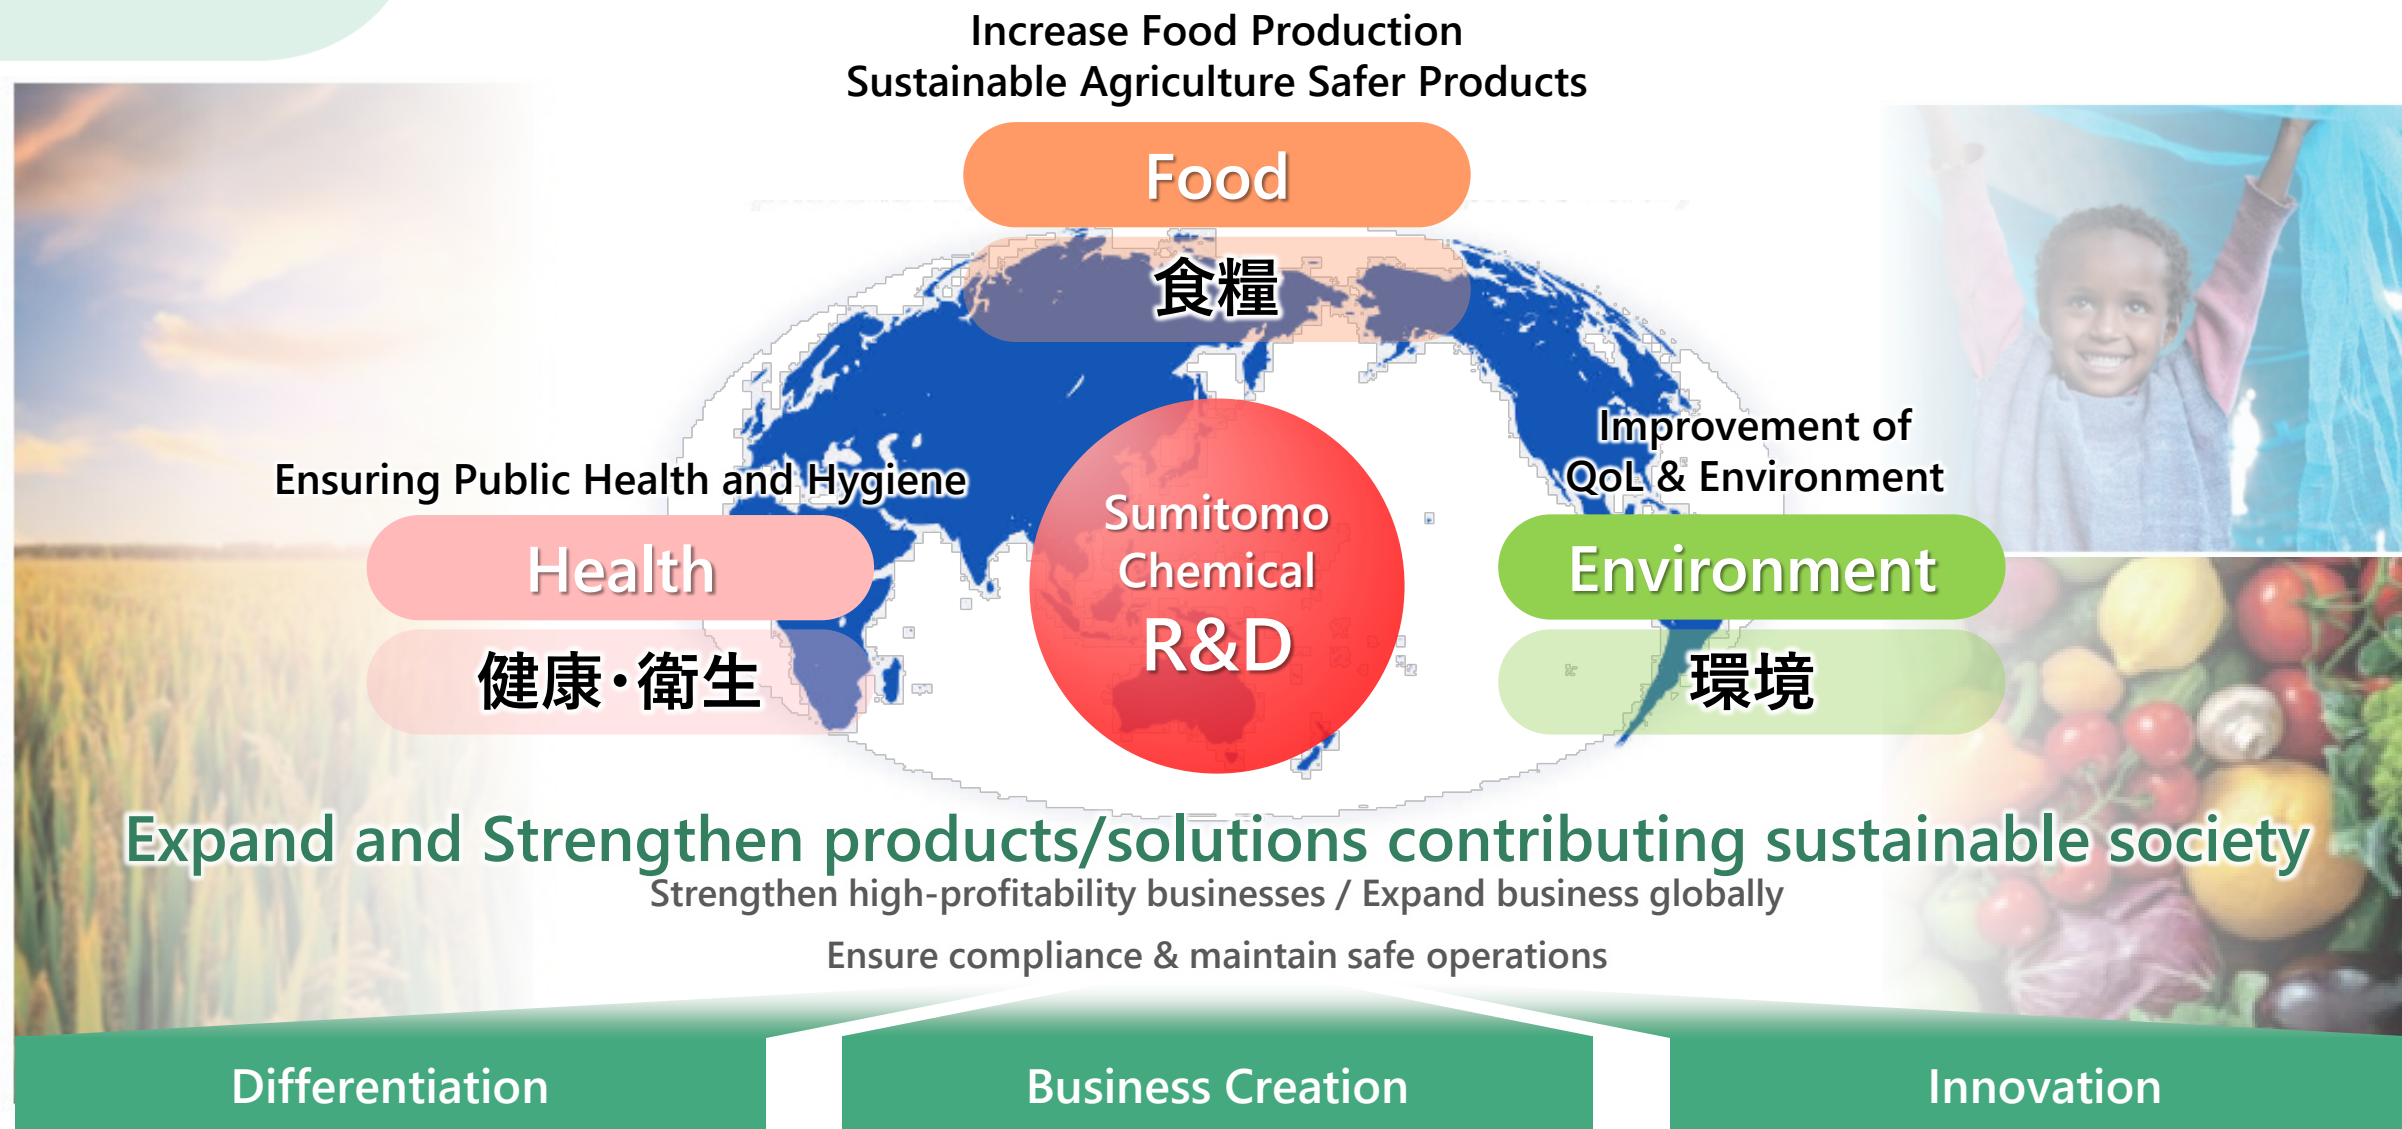 Increase Food Production
Sustainable Agriculture Safer Products
Food
食糧
Ensuring Public Health and Hygiene
Health
健康･衛生
Sumitomo
Chemical
R&D
Improvement of
QoL & Environment
Environment
環境
Expand and Strengthen products/solutions contributing sustainable society
Strengthen high-profitability businesses / Expand business globally
Ensure compliance & maintain safe operations
Differentiation
Business Creation
Innovation